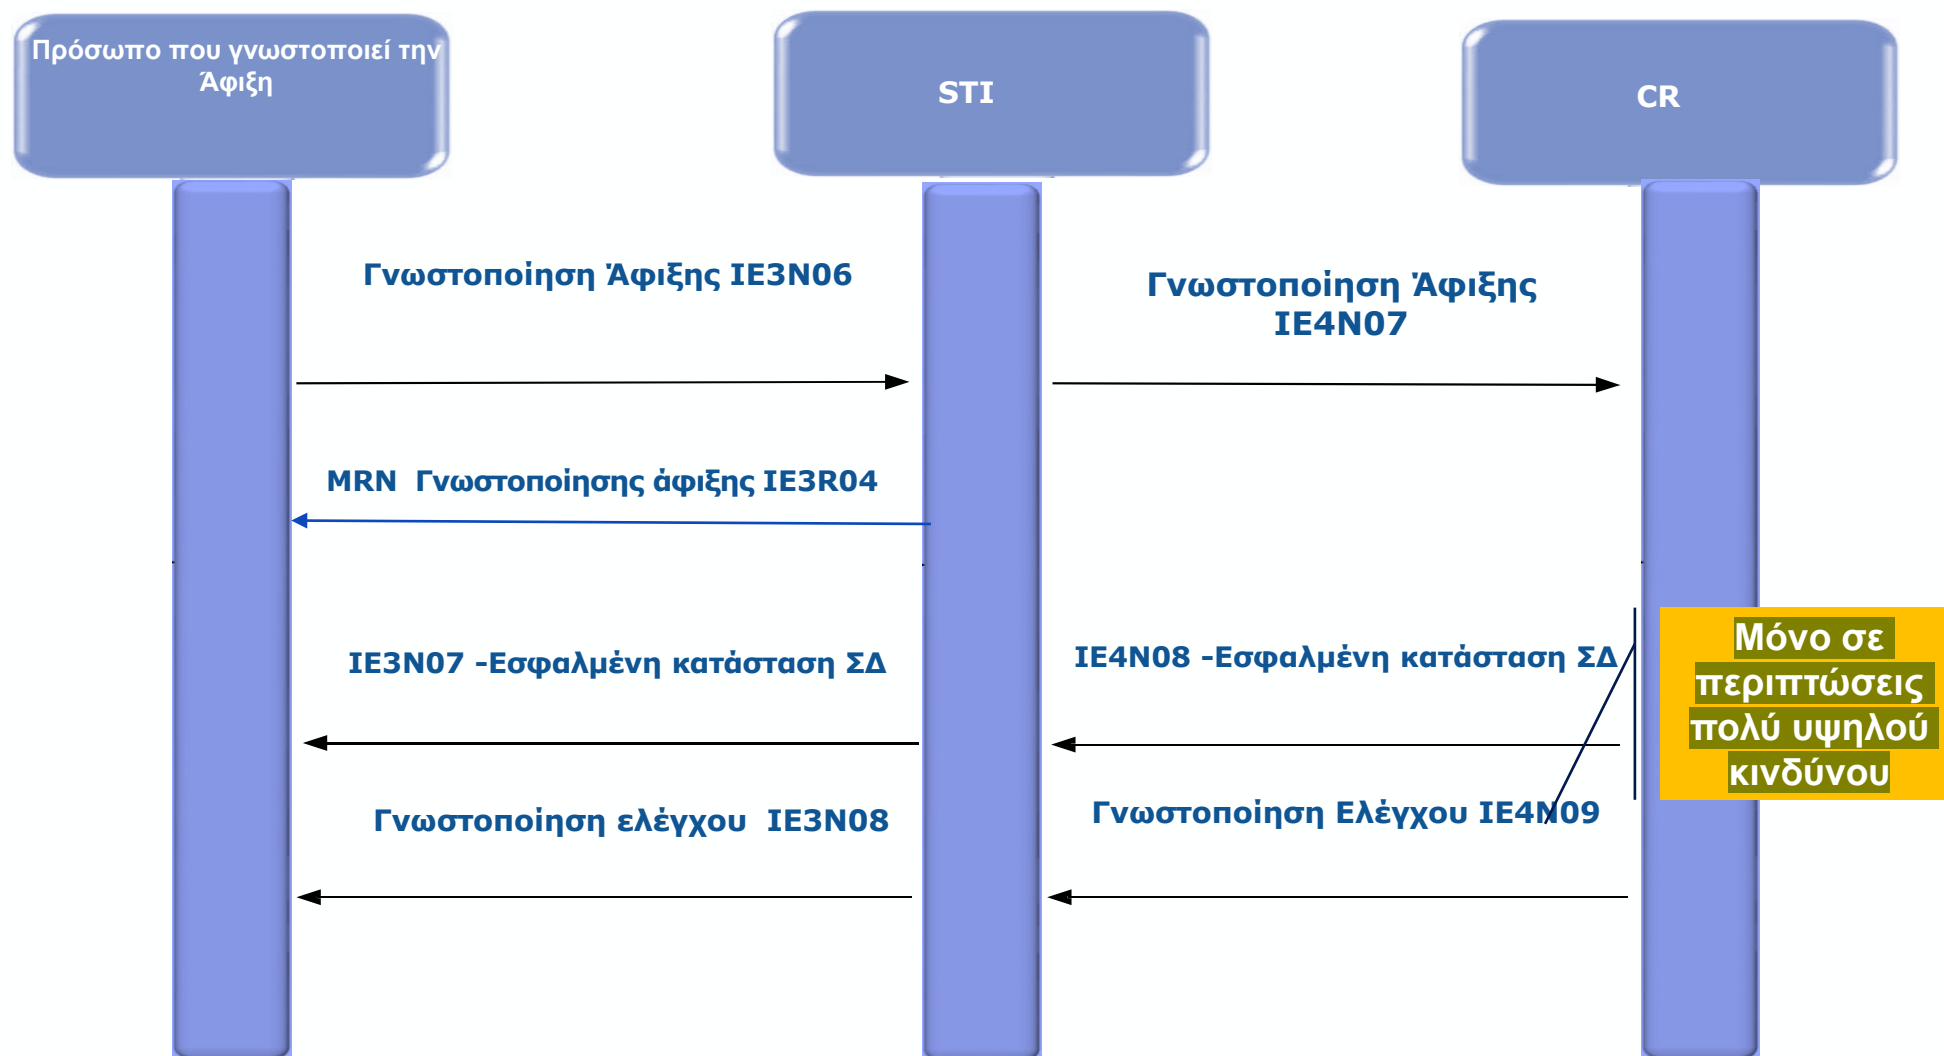 Πρόσωπο που γνωστοποιεί την
Άφιξη
STI
CR
Γνωστοποίηση Άφιξης IE3N06
Γνωστοποίηση Άφιξης
IE4N07
MRN  Γνωστοποίησης άφιξης IE3R04
IE3N07 -Εσφαλμένη κατάσταση ΣΔ
IE4N08 -Εσφαλμένη κατάσταση ΣΔ
Μόνο σε
περιπτώσεις
πολύ υψηλού
κινδύνου
Γνωστοποίηση ελέγχου  IE3N08
Γνωστοποίηση Ελέγχου IE4N09